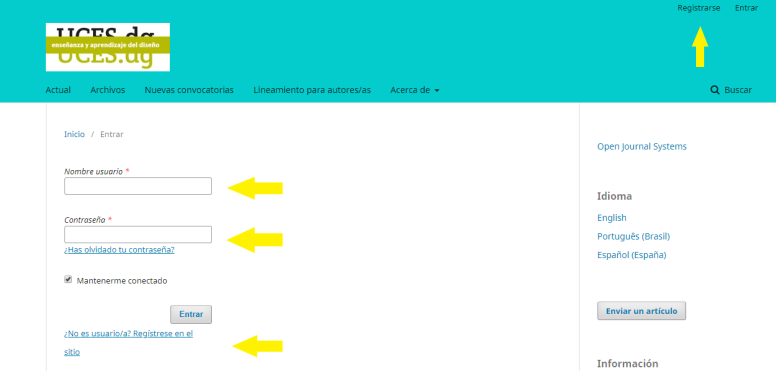 Registrarse Entrar
UCES.dg
enseñanza y aprendizaje del diseño
UCES.dg
Actual Archivos Nuevas convocatorias Lineamiento para autores/as Acerca de Buscar
Inicio / Entrar
Open Journal Systems
Nombre usuario *
Idioma
English
Português (Brasil)
Español (España)
Contraseña *
¿Has olvidado tu contraseña?
Mantenerme conectado
Entrar
Enviar un artículo
¿No es usuario/a? Regístrese en el
sitio
Información